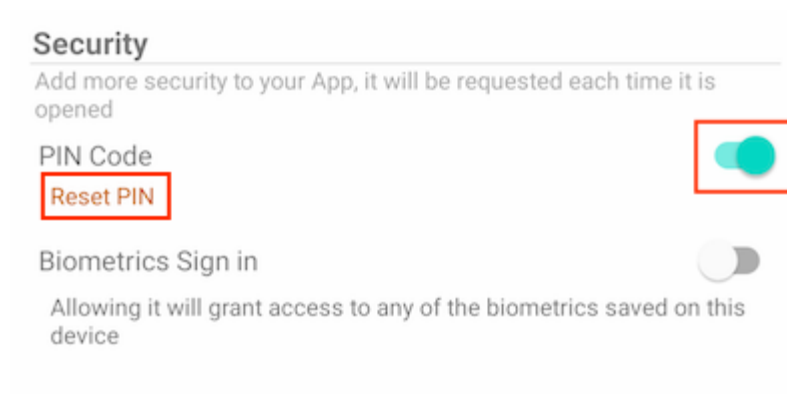 Security
Add more security to your App, it will be requested each time it is
opened
PIN Code
Reset PIN
Biometrics Sign in
Allowing it will grant access to any of the biometrics saved on this
device